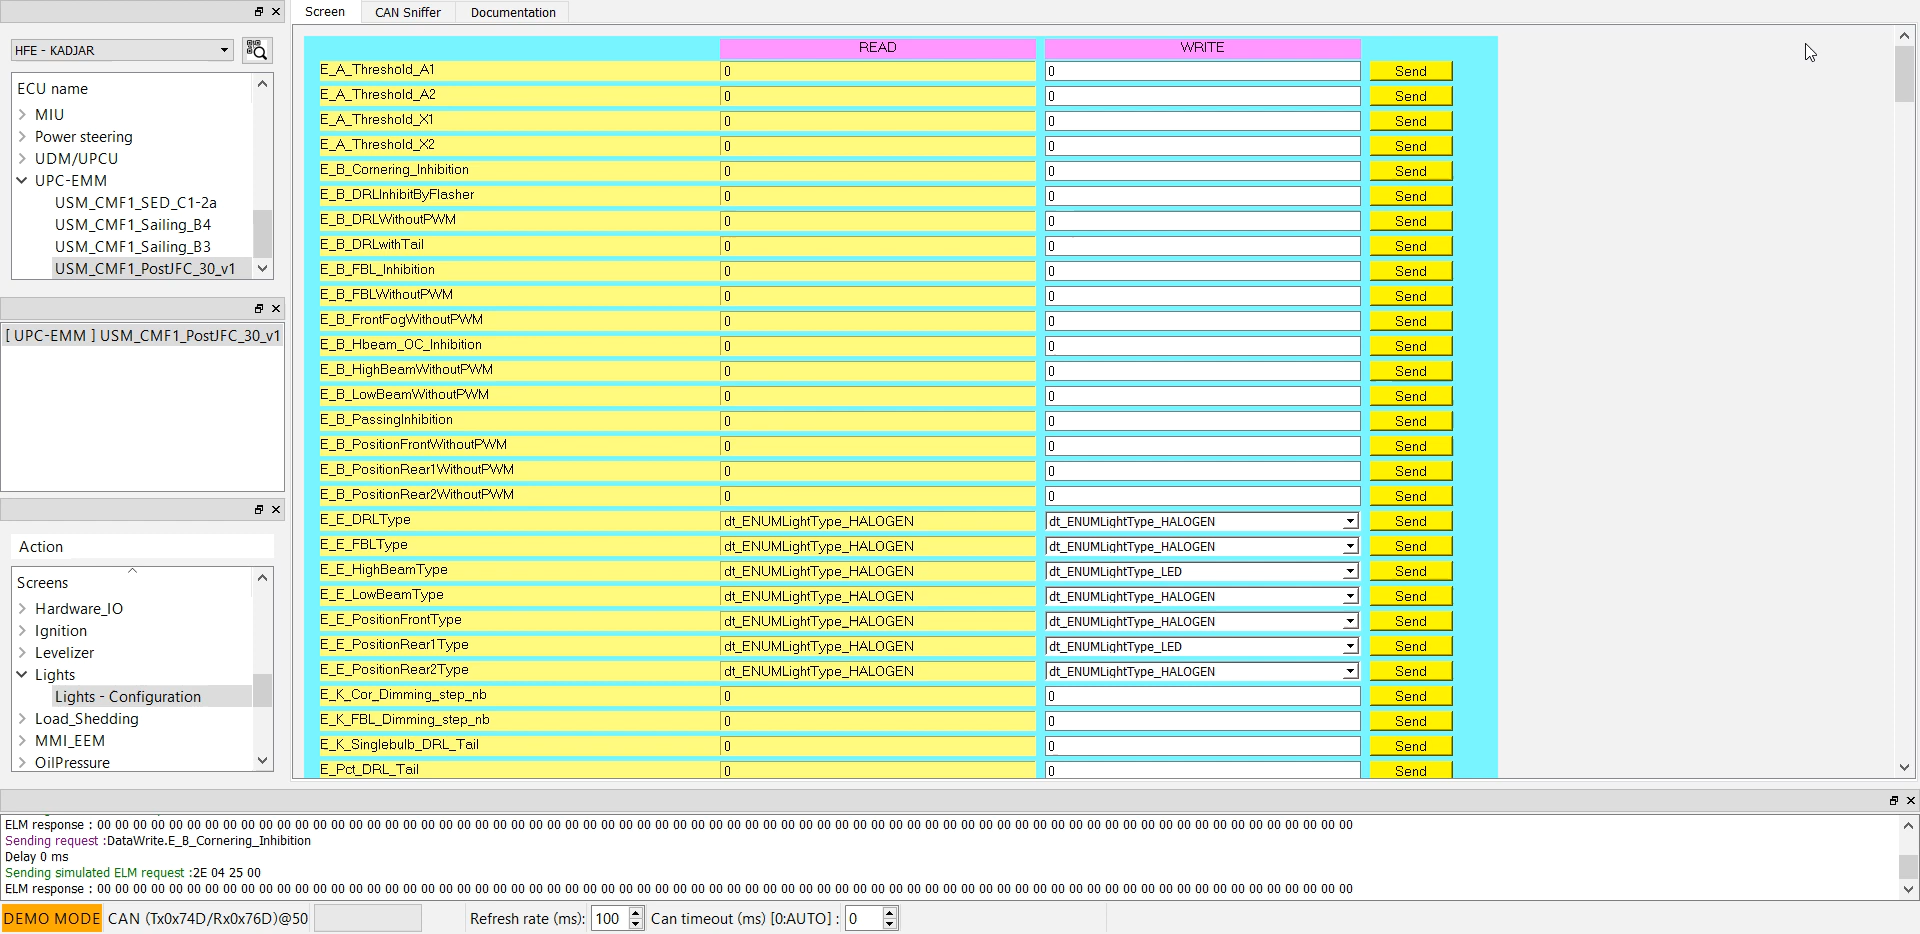 Screen
CAN Sniffer
Documentation
HFE - KADJAR
ECU name
MIU
Power steering
UDM/UPCU
UPC-EMM
USM_CMF1_SED_C1-2a
USM_CMF1_Sailing_B4
USM_CMF1_Sailing_B3
USM_CMF1_PostJFC_30_v1
[ UPC-EMM ] USM_CMF1_PostJFC_30_v1
Action
Screens
Hardware_IO
Ignition
Levelizer
Lights
Lights - Configuration
Load_Shedding
MMI_EEM
OilPressure
READ WRITE
E_A_Threshold_A1 0 0 Send
E_A_Threshold_A2 0 0 Send
E_A_Threshold_X1 0 0 Send
E_A_Threshold_X2 0 0 Send
E_B_Cornering_Inhibition 0 0 Send
E_B_DRLInhibitByFlasher 0 0 Send
E_B_DRLWithoutPWM 0 0 Send
E_B_DRLwithTail 0 0 Send
E_B_FBL_Inhibition 0 0 Send
E_B_FBLWithoutPWM 0 0 Send
E_B_FrontFogWithoutPWM 0 0 Send
E_B_Hbeam_OC_Inhibition 0 0 Send
E_B_HighBeamWithoutPWM 0 0 Send
E_B_LowBeamWithoutPWM 0 0 Send
E_B_PassingInhibition 0 0 Send
E_B_PositionFrontWithoutPWM 0 0 Send
E_B_PositionRear1WithoutPWM 0 0 Send
E_B_PositionRear2WithoutPWM 0 0 Send
E_E_DRLType dt_ENUMLightType_HALOGEN dt_ENUMLightType_HALOGEN Send
E_E_FBLType dt_ENUMLightType_HALOGEN dt_ENUMLightType_HALOGEN Send
E_E_HighBeamType dt_ENUMLightType_HALOGEN dt_ENUMLightType_LED Send
E_E_LowBeamType dt_ENUMLightType_HALOGEN dt_ENUMLightType_HALOGEN Send
E_E_PositionFrontType dt_ENUMLightType_HALOGEN dt_ENUMLightType_HALOGEN Send
E_E_PositionRear1Type dt_ENUMLightType_HALOGEN dt_ENUMLightType_LED Send
E_E_PositionRear2Type dt_ENUMLightType_HALOGEN dt_ENUMLightType_HALOGEN Send
E_K_Cor_Dimming_step_nb 0 0 Send
E_K_FBL_Dimming_step_nb 0 0 Send
E_K_Singlebulb_DRL_Tail 0 0 Send
E_Pct_DRL_Tail 0 0 Send
ELM response : 00 00 00 00 00 00 00 00 00 00 00 00 00 00 00 00 00 00 00 00 00 00 00 00 00 00 00 00 00 00 00 00 00 00 00 00 00 00 00 00 00 00 00 00 00 00 00 00 00 00 00 00 00 00 00 00 00 00 00 00 00 00 00 00 00 00 00 00 00 00
Sending request :DataWrite.E_B_Cornering_Inhibition
Delay 0 ms
Sending simulated ELM request :2E 04 25 00
ELM response : 00 00 00 00 00 00 00 00 00 00 00 00 00 00 00 00 00 00 00 00 00 00 00 00 00 00 00 00 00 00 00 00 00 00 00 00 00 00 00 00 00 00 00 00 00 00 00 00 00 00 00 00 00 00 00 00 00 00 00 00 00 00 00 00 00 00 00 00 00 00
DEMO MODE CAN (Tx0x74D/Rx0x76D)@50 Refresh rate (ms): 100 Can timeout (ms) [0:AUTO] : 0